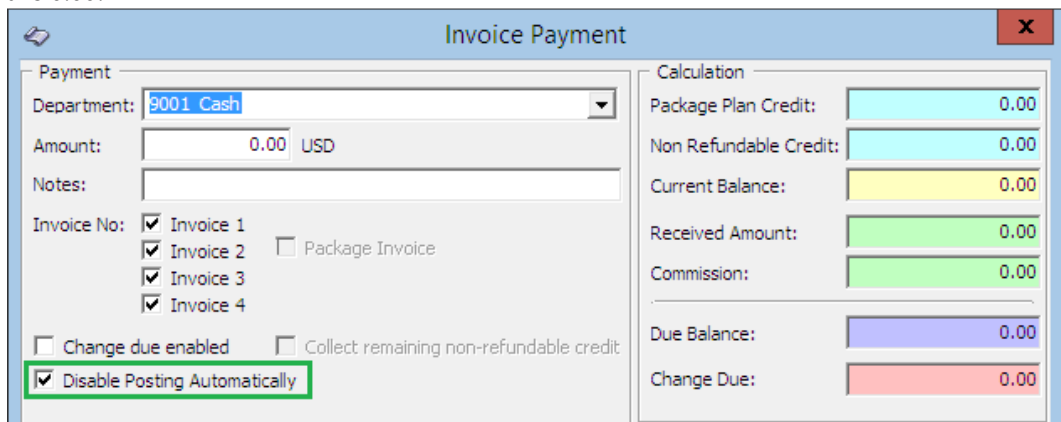 Invoice Payment
X
Payment
Department: 9001 Cash
Amount: 0.00 USD
Notes:
Invoice No: Invoice 1
Invoice 2
Package Invoice
Invoice 3
Invoice 4
Change due enabled
Collect remaining non-refundable credit
Disable Posting Automatically
Calculation
Package Plan Credit: 0.00
Non Refundable Credit: 0.00
Current Balance: 0.00
Received Amount: 0.00
Commission: 0.00
Due Balance: 0.00
Change Due: 0.00